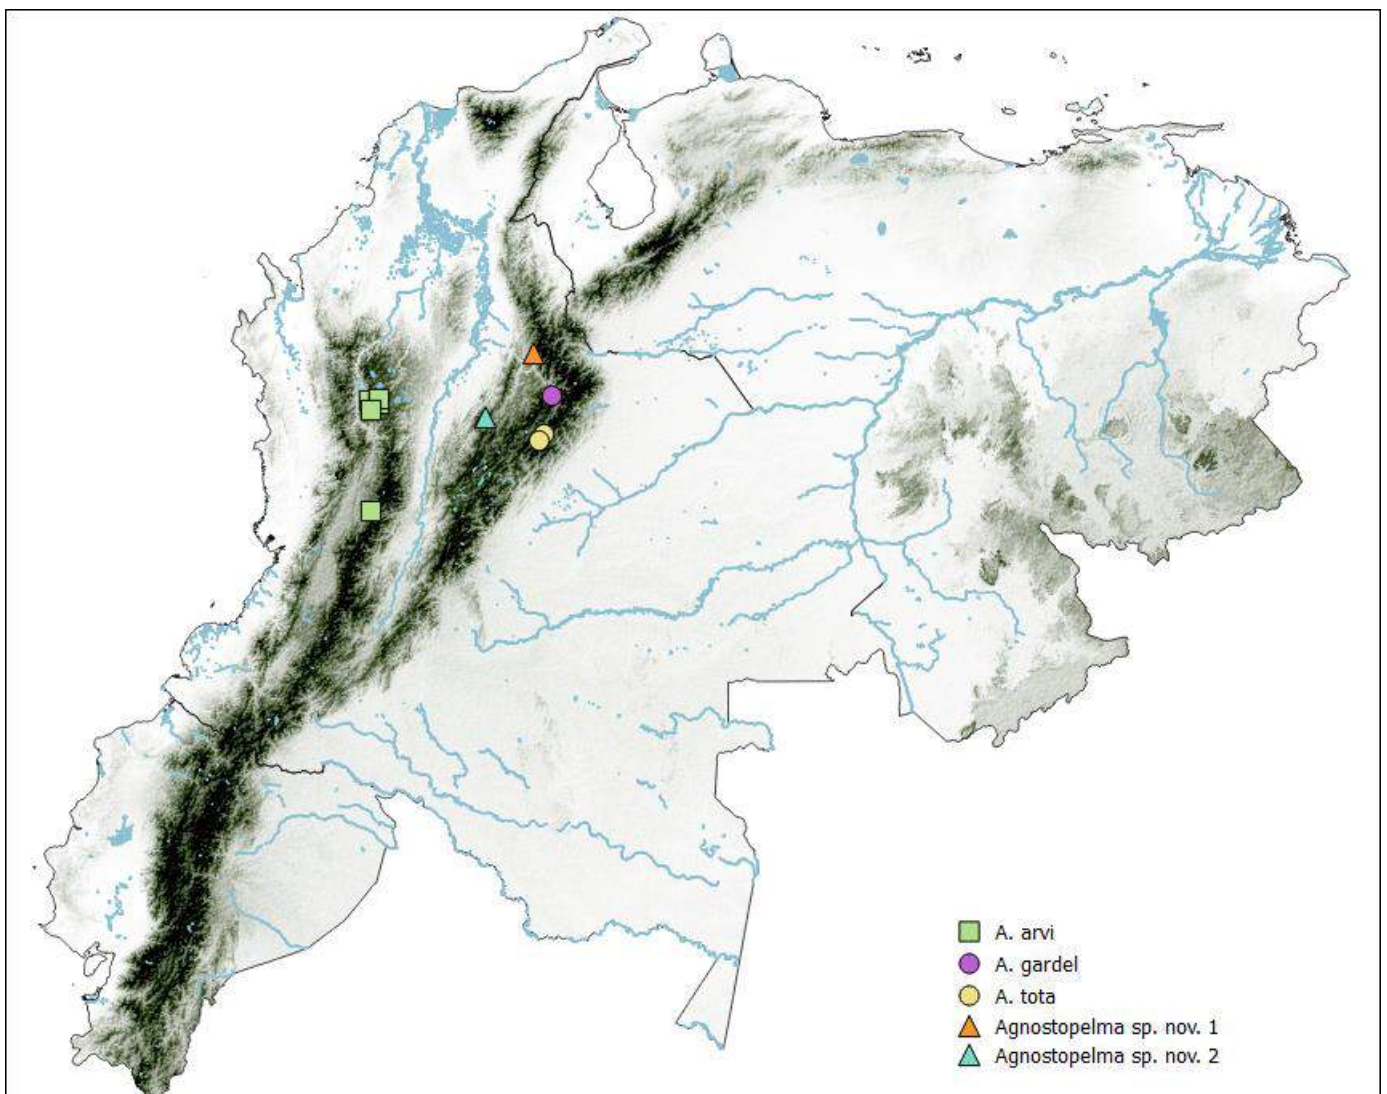 A. arvi
A. gardel
A. tota
Agnostopelma sp. nov. 1
Agnostopelma sp. nov. 2